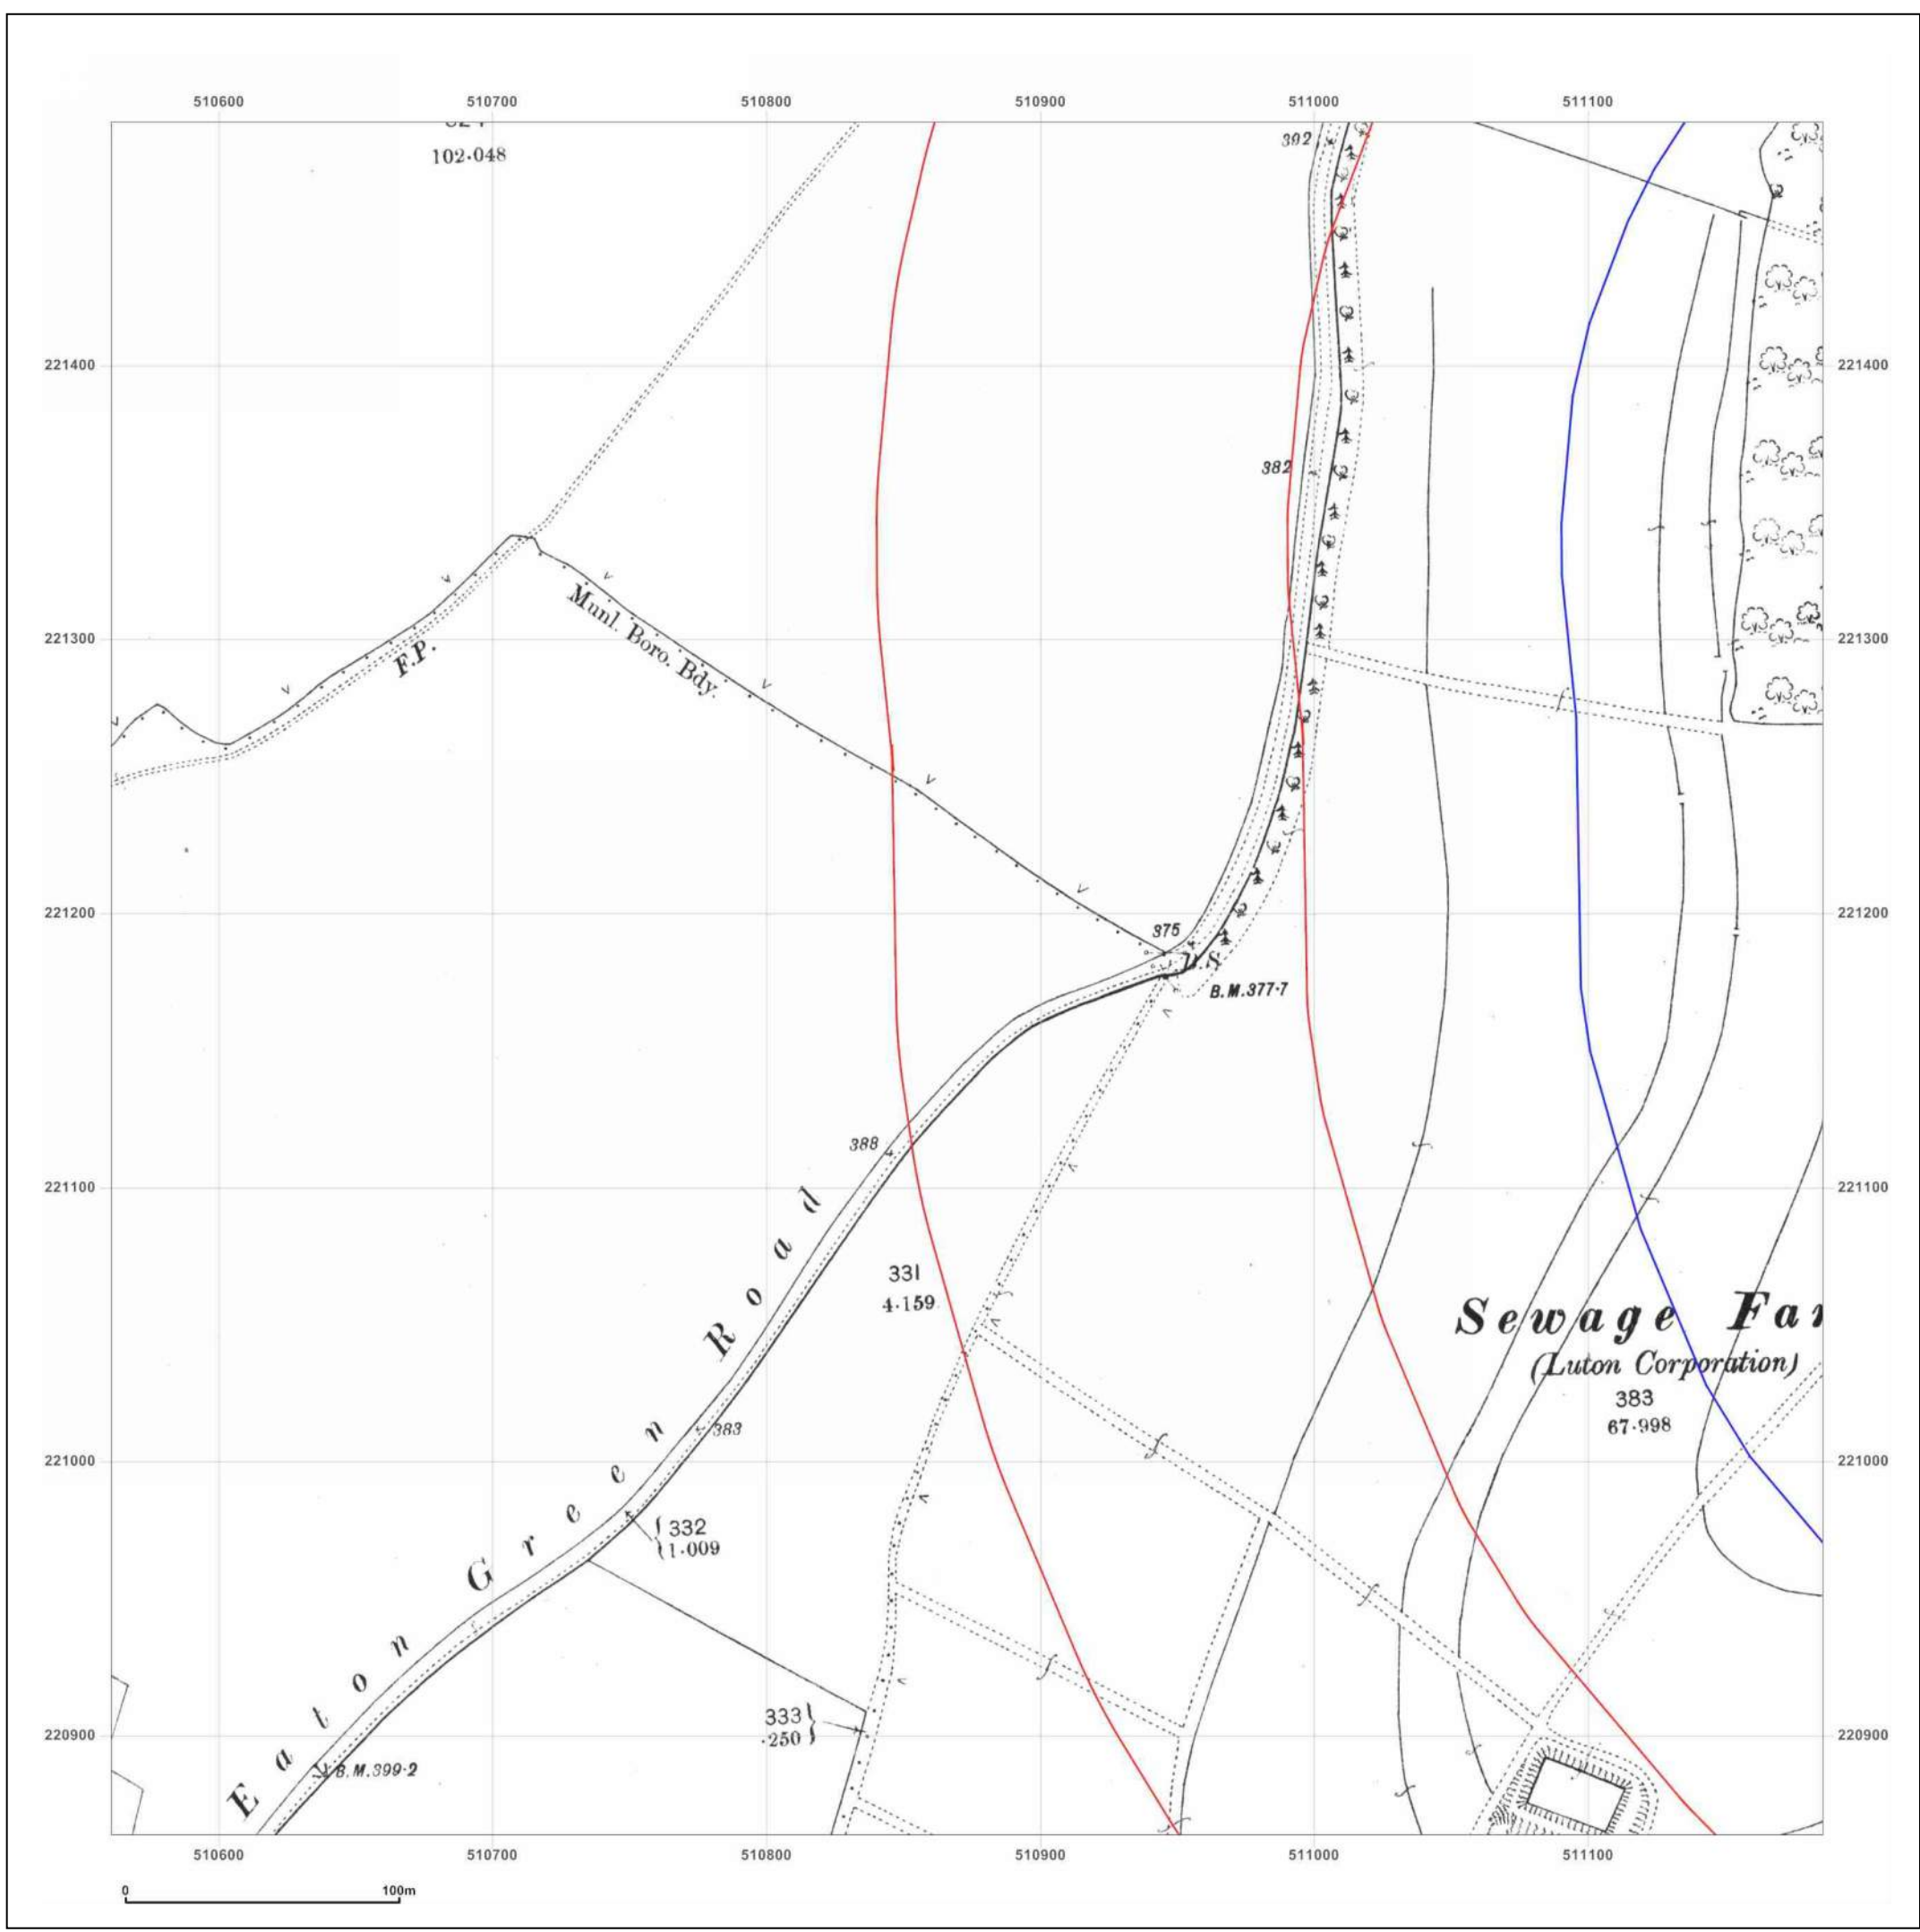 510600 510700 510800 510900 511000 511100
102·048
392
221400 221400
382
F.P.
Munl. Boro. Bdy.
221300 221300
221200 221200
375
B.M.377·7
388
221100 221100
331
4·159
Sewage
(Luton Corporation)
383
67·998
383
221000 221000
332
1·009
Eaton Green Road
333
·250
220900 220900
B.M.399·2
510600 510700 510800 510900 511000 511100
0 100m